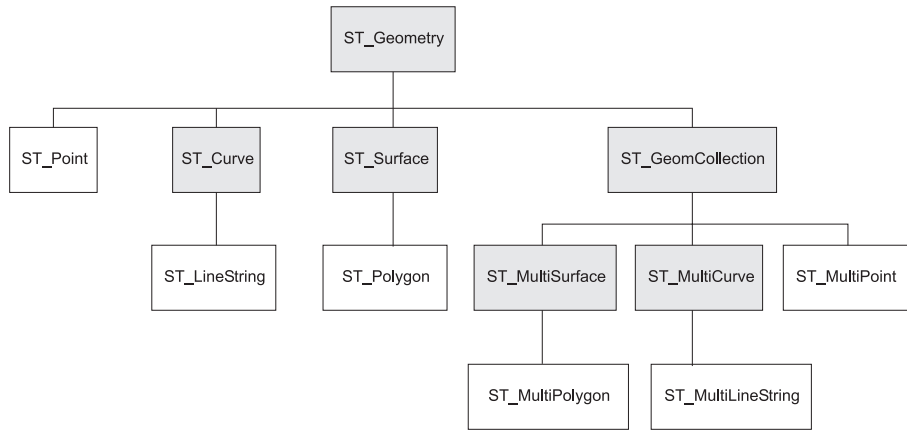 ST_Geometry
ST_Point
ST_Curve
ST_Surface
ST_GeomCollection
ST_LineString
ST_Polygon
ST_MultiSurface
ST_MultiCurve
ST_MultiPoint
ST_MultiPolygon
ST_MultiLineString